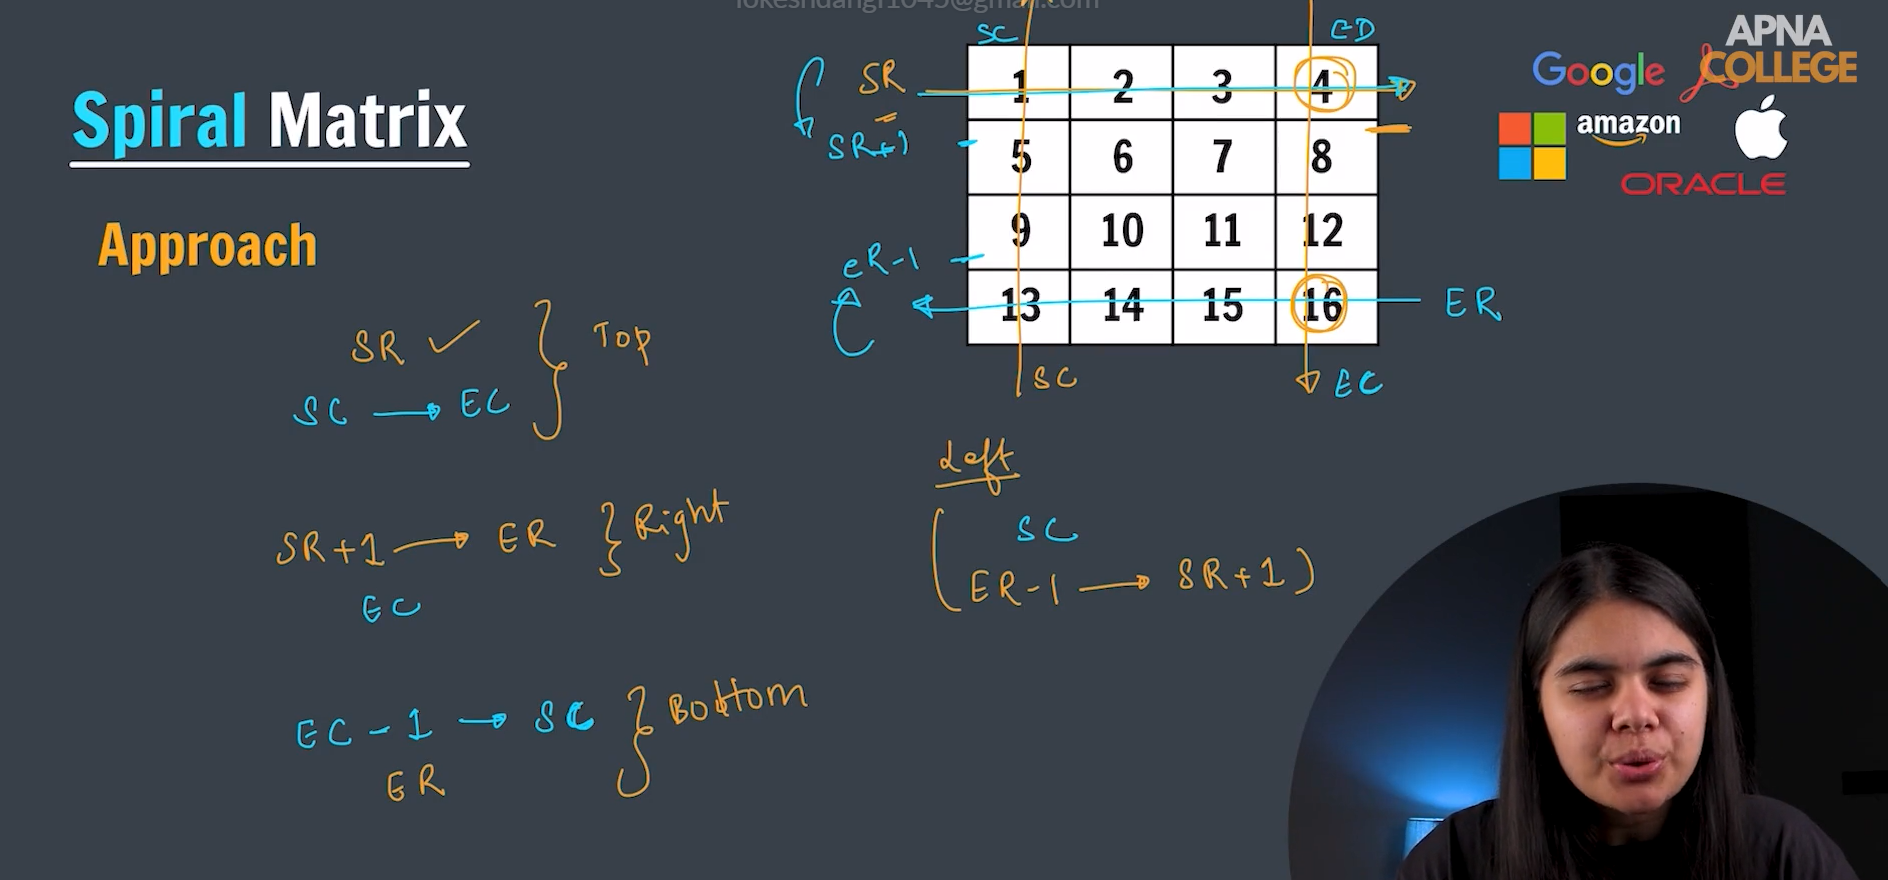 lokeshdangi1045@gmail.com
SC ED
APNA
COLLEGE
Google
amazon
ORACLE
Spiral Matrix
Approach
SR 1 2 3 4
SR+1 5 6 7 8
9 10 11 12
eR-1
13 14 15 16 ER
SC EC
SR Top
SC EC
Left
SC
ER-1 SR+1)
SR+1 ER Right
EC
EC-1 SC Bottom
ER